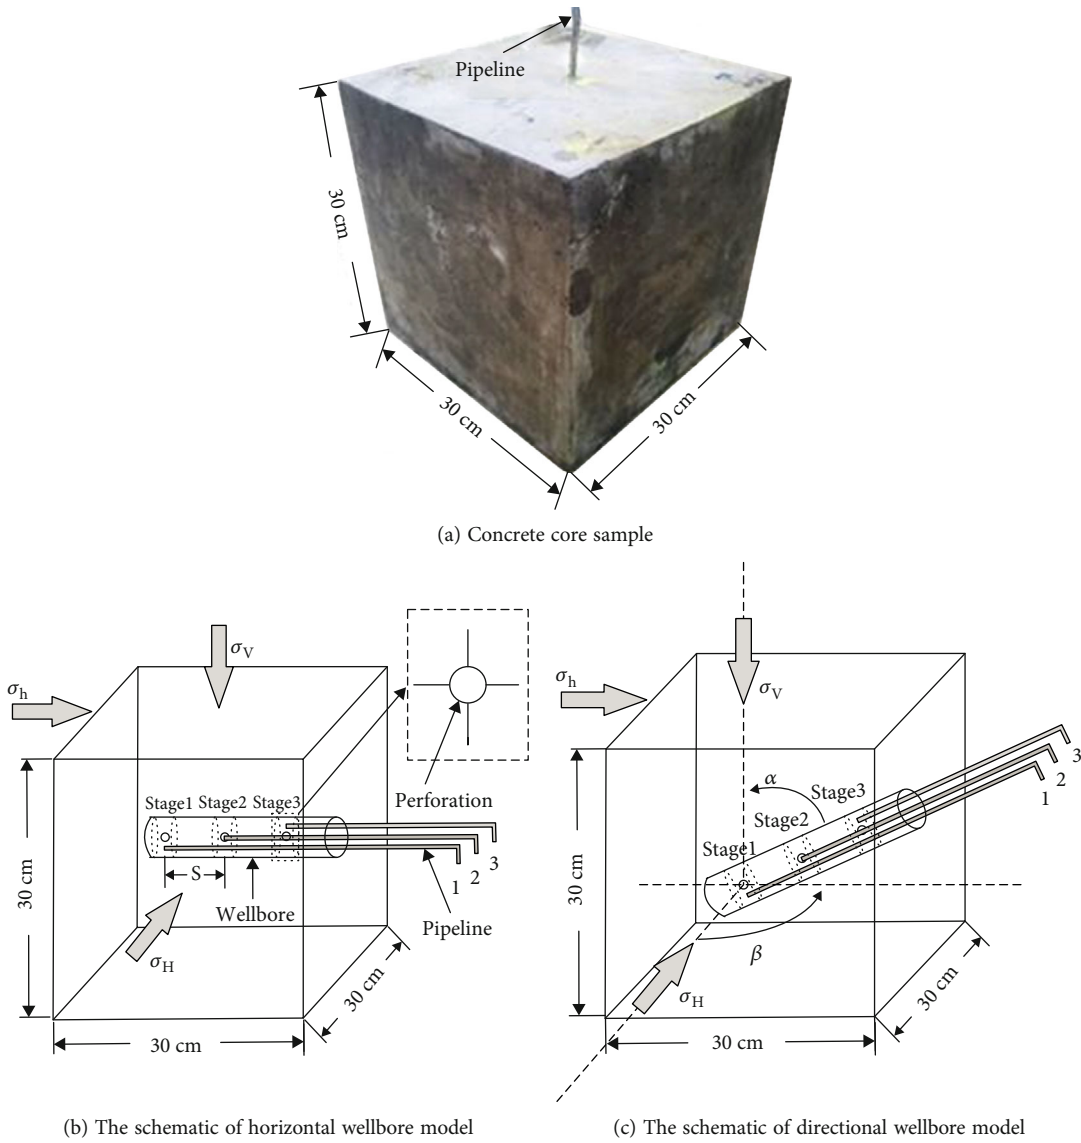 Pipeline
30 cm
30 cm
30 cm
(a) Concrete core sample
σV
σh
Stage1 Stage2 Stage3
Perforation
S
1
2
3
Wellbore
Pipeline
σH
30 cm
30 cm
30 cm
(b) The schematic of horizontal wellbore model
σh
σV
α
Stage3
Stage2
Stage1
3
2
1
β
σH
30 cm
30 cm
30 cm
(c) The schematic of directional wellbore model